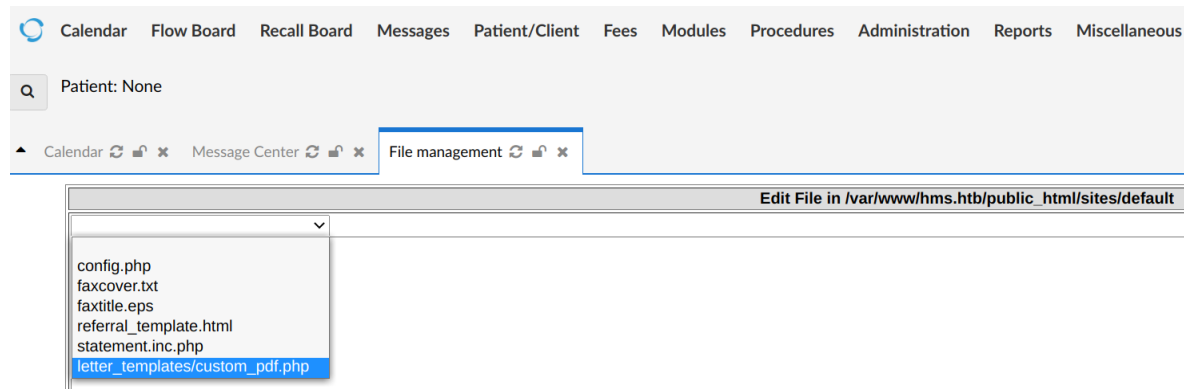 Calendar Flow Board Recall Board Messages Patient/Client Fees Modules Procedures Administration Reports Miscellaneous
Patient: None
Calendar Message Center File management
Edit File in /var/www/hms.htb/public_html/sites/default
config.php
faxcover.txt
faxtitle.eps
referral_template.html
statement.inc.php
letter_templates/custom_pdf.php